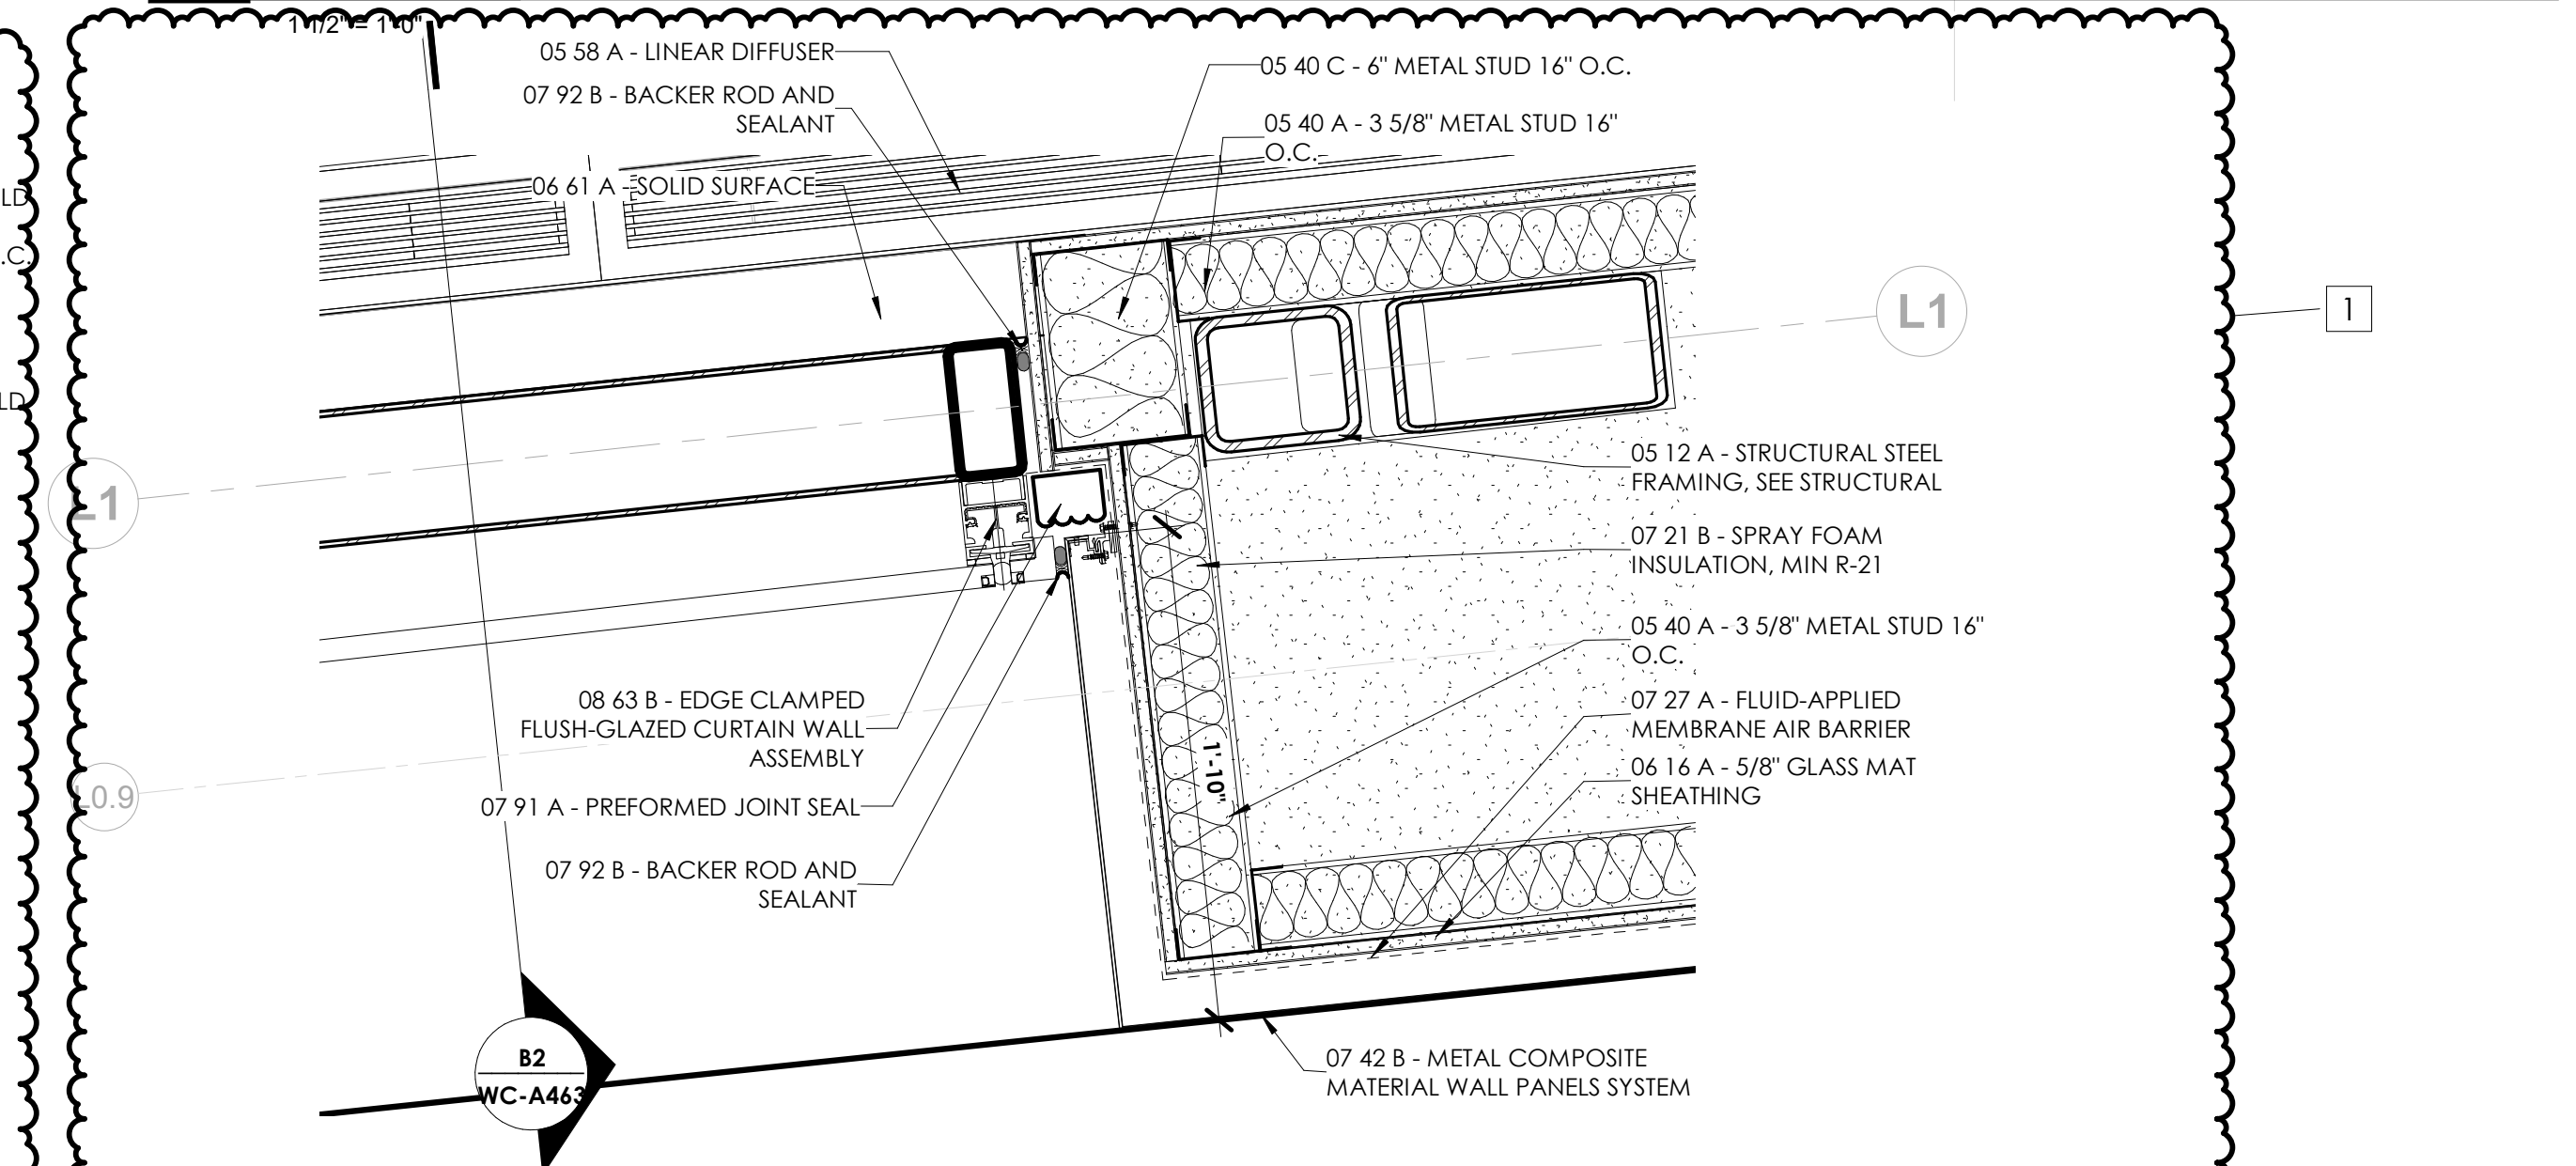 1 1/2" = 1'-0"
05 58 A - LINEAR DIFFUSER
07 92 B - BACKER ROD AND
SEALANT
06 61 A - SOLID SURFACE
05 40 C - 6" METAL STUD 16" O.C.
05 40 A - 3 5/8" METAL STUD 16"
O.C.
LD
.C.
LD
L1
1
L1
05 12 A - STRUCTURAL STEEL
FRAMING, SEE STRUCTURAL
07 21 B - SPRAY FOAM
INSULATION, MIN R-21
05 40 A - 3 5/8" METAL STUD 16"
O.C.
07 27 A - FLUID-APPLIED
MEMBRANE AIR BARRIER
06 16 A - 5/8" GLASS MAT
SHEATHING
08 63 B - EDGE CLAMPED
FLUSH-GLAZED CURTAIN WALL
ASSEMBLY
07 91 A - PREFORMED JOINT SEAL
07 92 B - BACKER ROD AND
SEALANT
L0.9
1'-10"
B2
WC-A463
07 42 B - METAL COMPOSITE
MATERIAL WALL PANELS SYSTEM